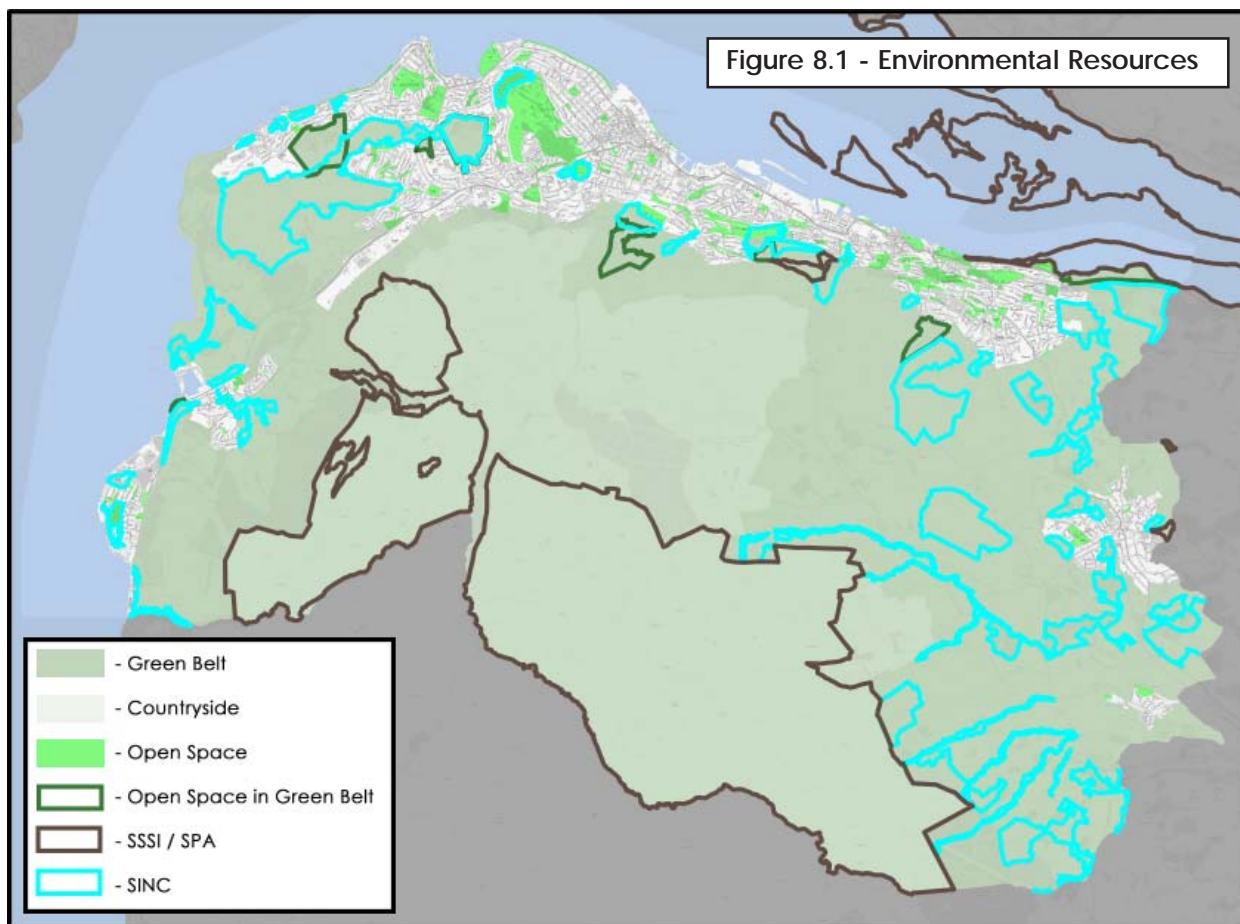 Figure 8.1 - Environmental Resources
- Green Belt
- Countryside
- Open Space
- Open Space in Green Belt
- SSSI / SPA
- SINC